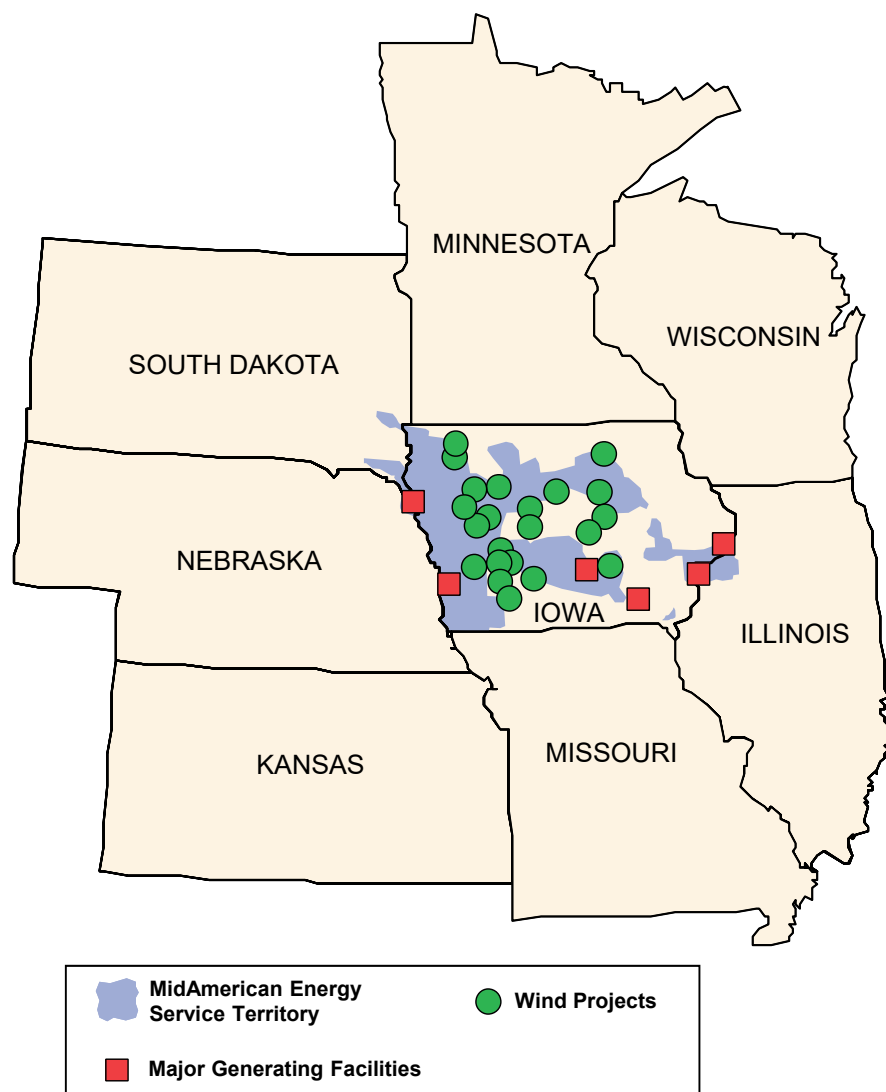 MINNESOTA
WISCONSIN
SOUTH DAKOTA
NEBRASKA
IOWA
ILLINOIS
KANSAS
MISSOURI
MidAmerican Energy
Service Territory
Wind Projects
Major Generating Facilities